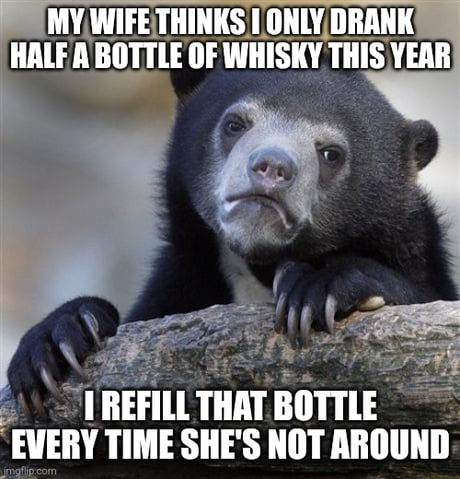 MY WIFE THINKS I ONLY DRANK
HALF A BOTTLE OF WHISKY THIS YEAR
I REFILL THAT BOTTLE
EVERY TIME SHE'S NOT AROUND
imgflip.com